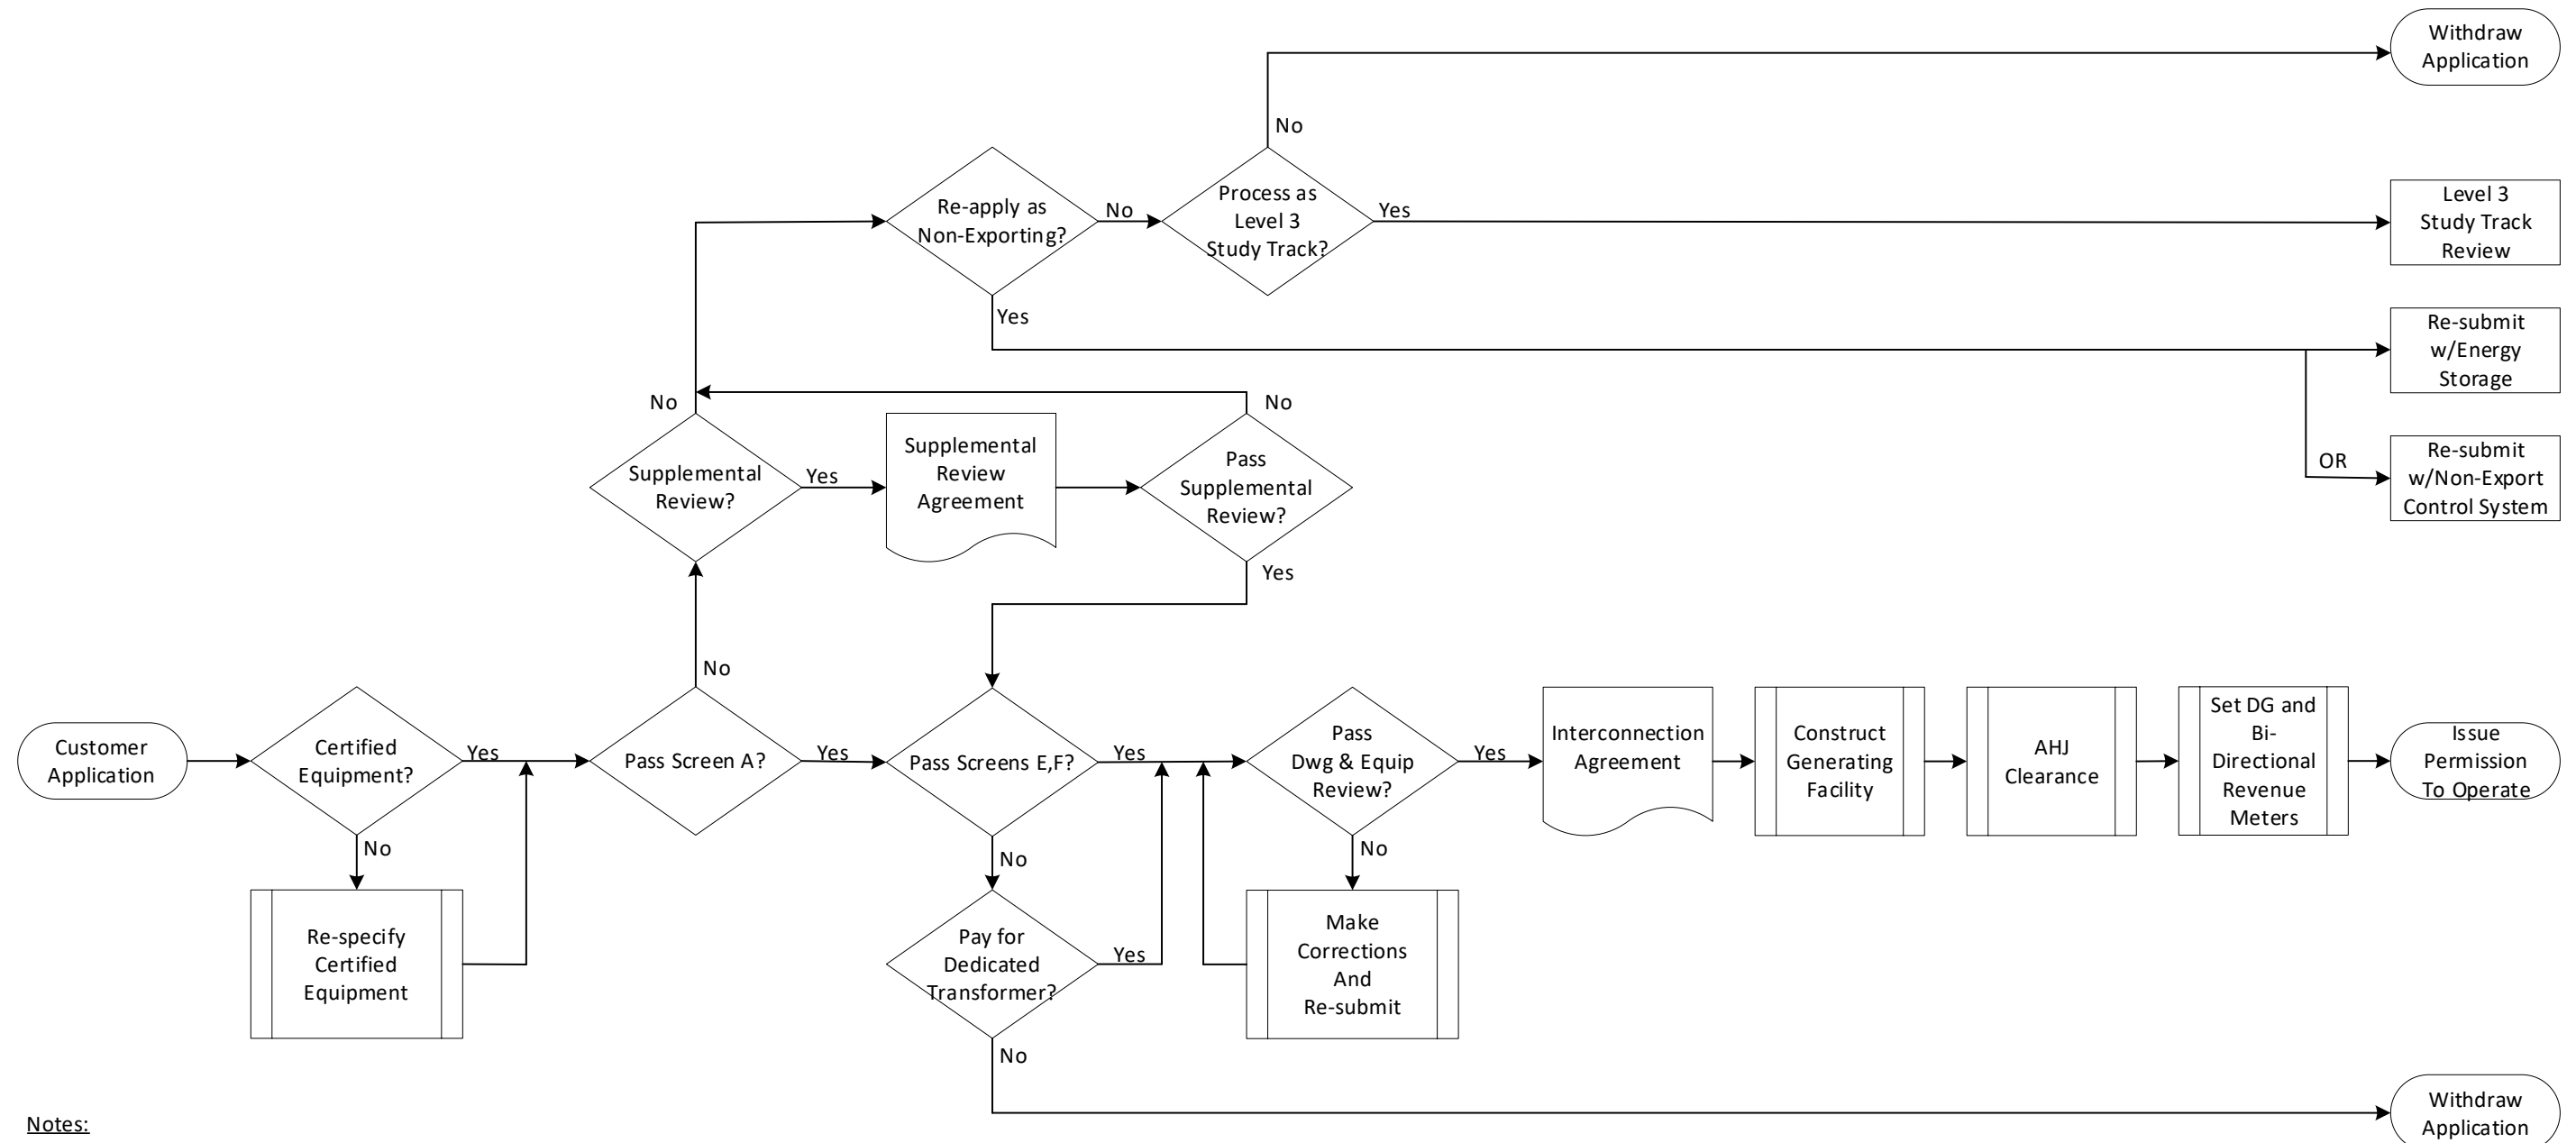 Withdraw
Application
No
Re-apply as
Non-Exporting?
No
Process as
Level 3
Study Track?
Yes
Level 3
Study Track
Review
Yes
Re-submit
w/Energy
Storage
No
No
Supplemental
Review?
Yes
Supplemental
Review
Agreement
Pass
Supplemental
Review?
OR
Re-submit
w/Non-Export
Control System
Yes
No
Customer
Application
Certified
Equipment?
Yes
Pass Screen A?
Yes
Pass Screens E,F?
Yes
Pass
Dwg & Equip
Review?
Yes
Interconnection
Agreement
Construct
Generating
Facility
AHJ
Clearance
Set DG and
Bi-
Directional
Revenue
Meters
Issue
Permission
To Operate
No
No
No
Re-specify
Certified
Equipment
Pay for
Dedicated
Transformer?
Yes
Make
Corrections
And
Re-submit
No
Withdraw
Application
Notes: